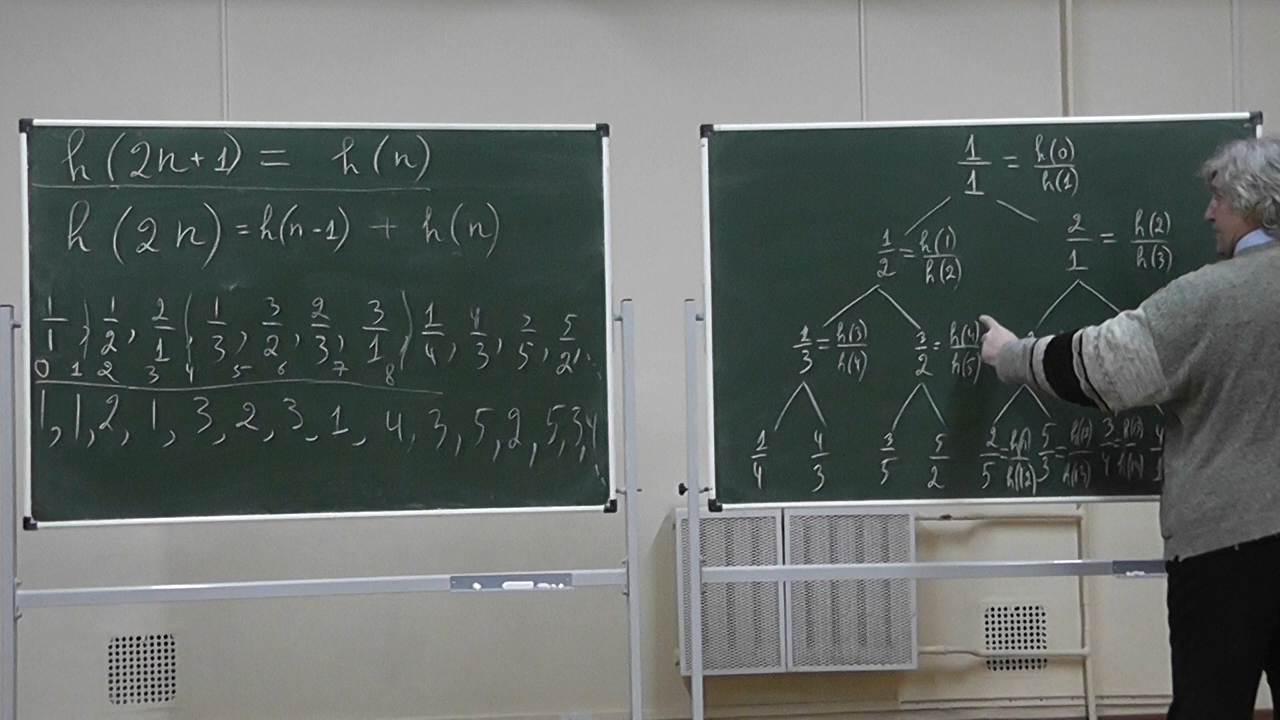 h(2n+1) = h(n)
h(2n) = h(n-1) + h(n)
1/1, 1/2, 2/1, 1/3, 3/2, 2/3, 3/1, 1/4, 4/3, 3/5, 5/2
0 1 2 3 4 5 6 7 8
1, 1, 2, 1, 3, 2, 3, 1, 4, 3, 5, 2, 5, 3, 4
1/1 = h(0)/h(1)
1/2 = h(1)/h(2) 2/1 = h(2)/h(3)
1/3 = h(3)/h(4) 3/2 = h(4)/h(5)
1/4 4/3 3/5 5/2 2/5 = 5/3 = 3/4 =